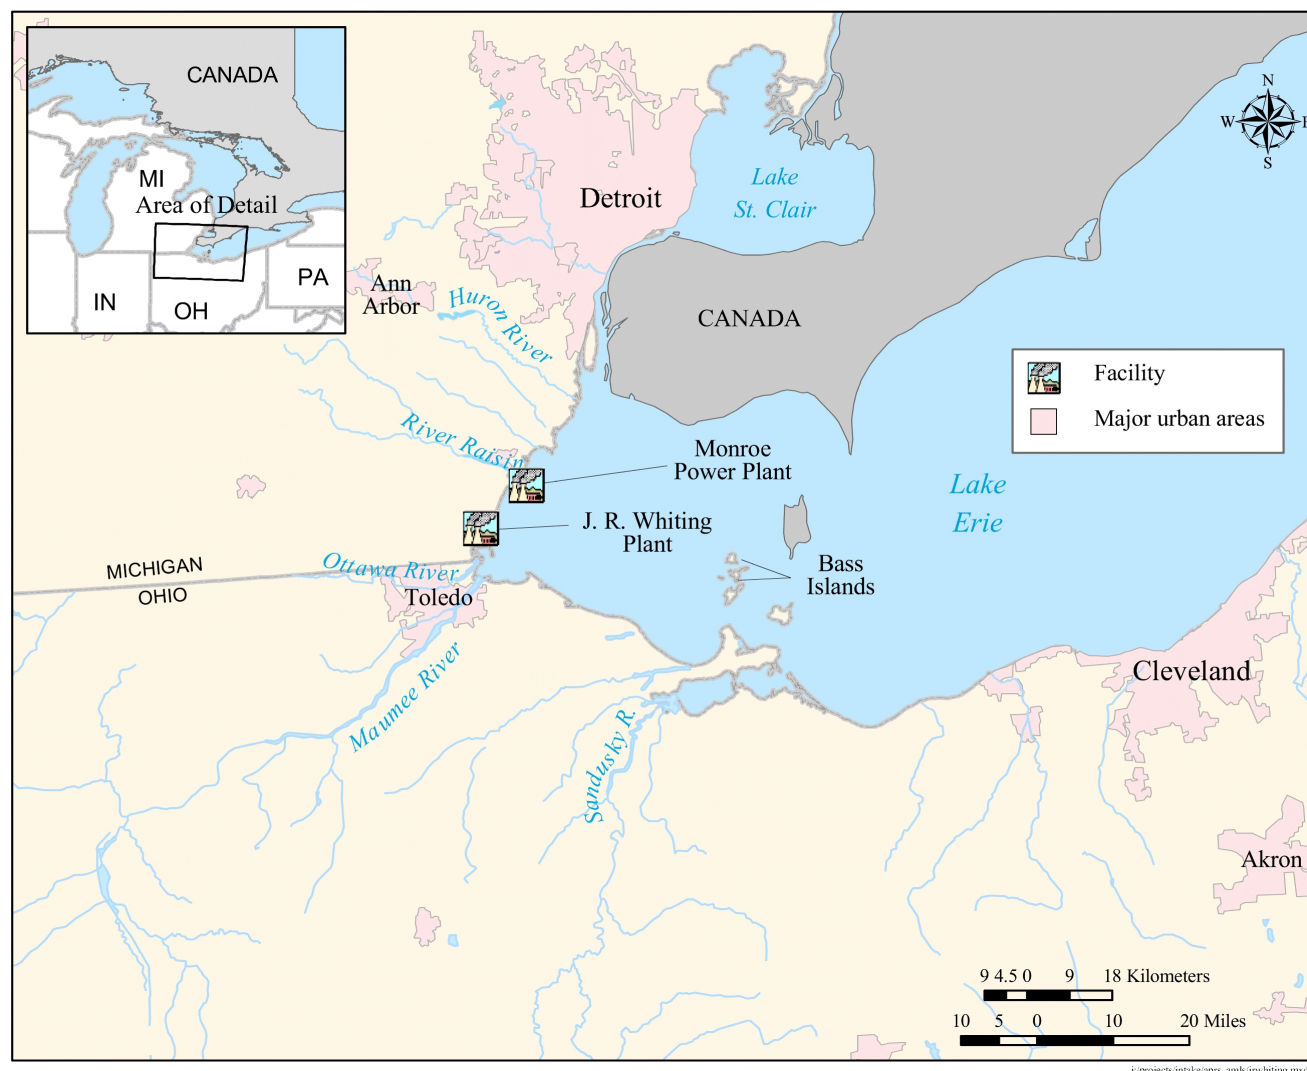 CANADA
MI
Area of Detail
IN
OH
PA
N
W
E
S
Lake
St. Clair
Detroit
Ann
Arbor
Huron River
CANADA
Facility
Major urban areas
River Raisin
Monroe
Power Plant
Lake
Erie
J. R. Whiting
Plant
Bass
Islands
MICHIGAN
OHIO
Ottawa River
Toledo
Maumee River
Sandusky R.
Cleveland
Akron
9 4.5 0 9 18 Kilometers
10 5 0 10 20 Miles